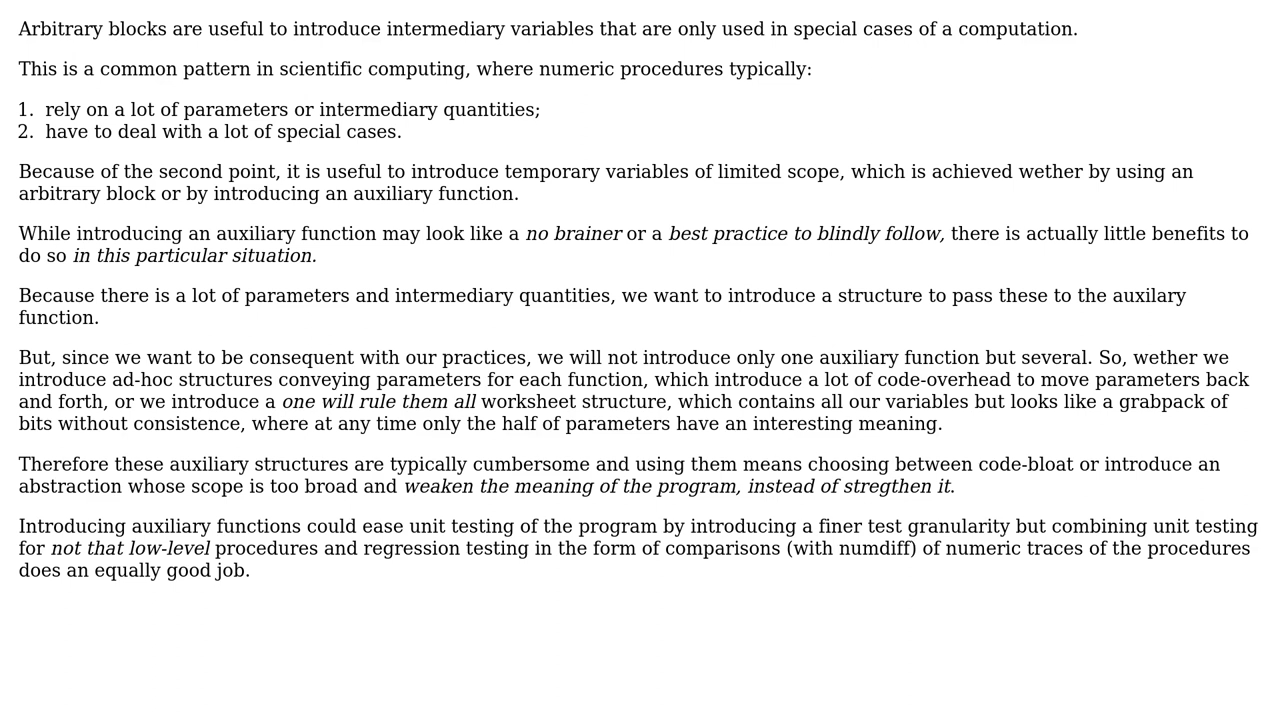 Arbitrary blocks are useful to introduce intermediary variables that are only used in special cases of a computation.
This is a common pattern in scientific computing, where numeric procedures typically:
1. rely on a lot of parameters or intermediary quantities;
2. have to deal with a lot of special cases.
Because of the second point, it is useful to introduce temporary variables of limited scope, which is achieved wether by using an
arbitrary block or by introducing an auxiliary function.
While introducing an auxiliary function may look like a no brainer or a best practice to blindly follow, there is actually little benefits to
do so in this particular situation.
Because there is a lot of parameters and intermediary quantities, we want to introduce a structure to pass these to the auxilary
function.
But, since we want to be consequent with our practices, we will not introduce only one auxiliary function but several. So, wether we
introduce ad-hoc structures conveying parameters for each function, which introduce a lot of code-overhead to move parameters back
and forth, or we introduce a one will rule them all worksheet structure, which contains all our variables but looks like a grabpack of
bits without consistence, where at any time only the half of parameters have an interesting meaning.
Therefore these auxiliary structures are typically cumbersome and using them means choosing between code-bloat or introduce an
abstraction whose scope is too broad and weaken the meaning of the program, instead of stregthen it.
Introducing auxiliary functions could ease unit testing of the program by introducing a finer test granularity but combining unit testing
for not that low-level procedures and regression testing in the form of comparisons (with numdiff) of numeric traces of the procedures
does an equally good job.